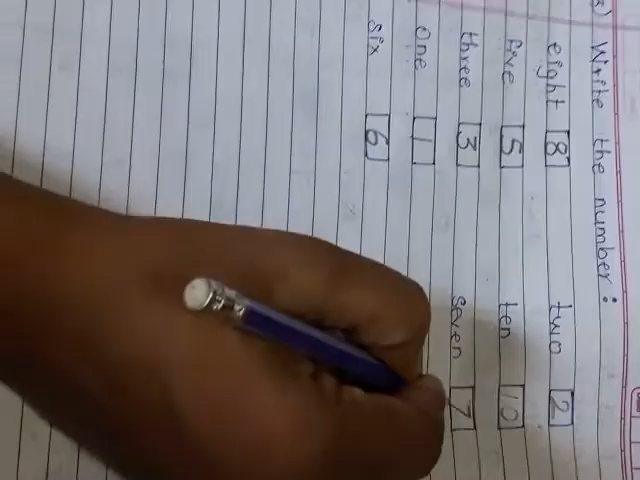 Write the number:
eight 8 two 2
five 5 ten 10
three 3 seven 7
one 1
six 6